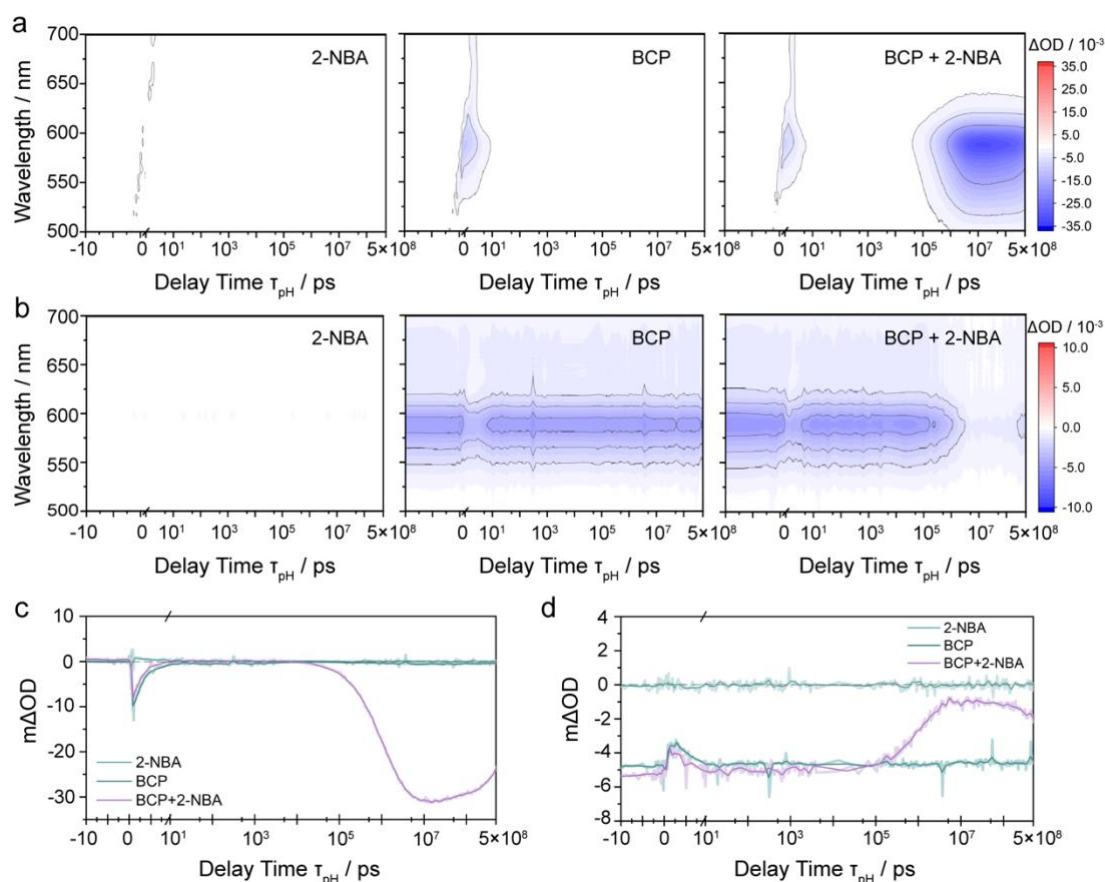 a
700
650
600
550
500
Wavelength / nm
2-NBA
BCP
BCP + 2-NBA
ΔOD / 10⁻³
35.0
25.0
15.0
5.0
-5.0
-15.0
-25.0
-35.0
-10 0 10¹ 10³ 10⁵ 10⁷ 5×10⁸
0 10¹ 10³ 10⁵ 10⁷ 5×10⁸
0 10¹ 10³ 10⁵ 10⁷ 5×10⁸
Delay Time τpH / ps
Delay Time τpH / ps
Delay Time τpH / ps
b
700
650
600
550
500
Wavelength / nm
2-NBA
BCP
BCP + 2-NBA
ΔOD / 10⁻³
10.0
5.0
0.0
-5.0
-10.0
-10 0 10¹ 10³ 10⁵ 10⁷ 5×10⁸
0 10¹ 10³ 10⁵ 10⁷ 5×10⁸
0 10¹ 10³ 10⁵ 10⁷ 5×10⁸
Delay Time τpH / ps
Delay Time τpH / ps
Delay Time τpH / ps
c
10
0
-10
-20
-30
mΔOD
2-NBA
BCP
BCP+2-NBA
-10 0 10¹ 10³ 10⁵ 10⁷ 5×10⁸
Delay Time τpH / ps
d
4
2
0
-2
-4
-6
-8
mΔOD
2-NBA
BCP
BCP+2-NBA
-10 0 10¹ 10³ 10⁵ 10⁷ 5×10⁸
Delay Time τpH / ps